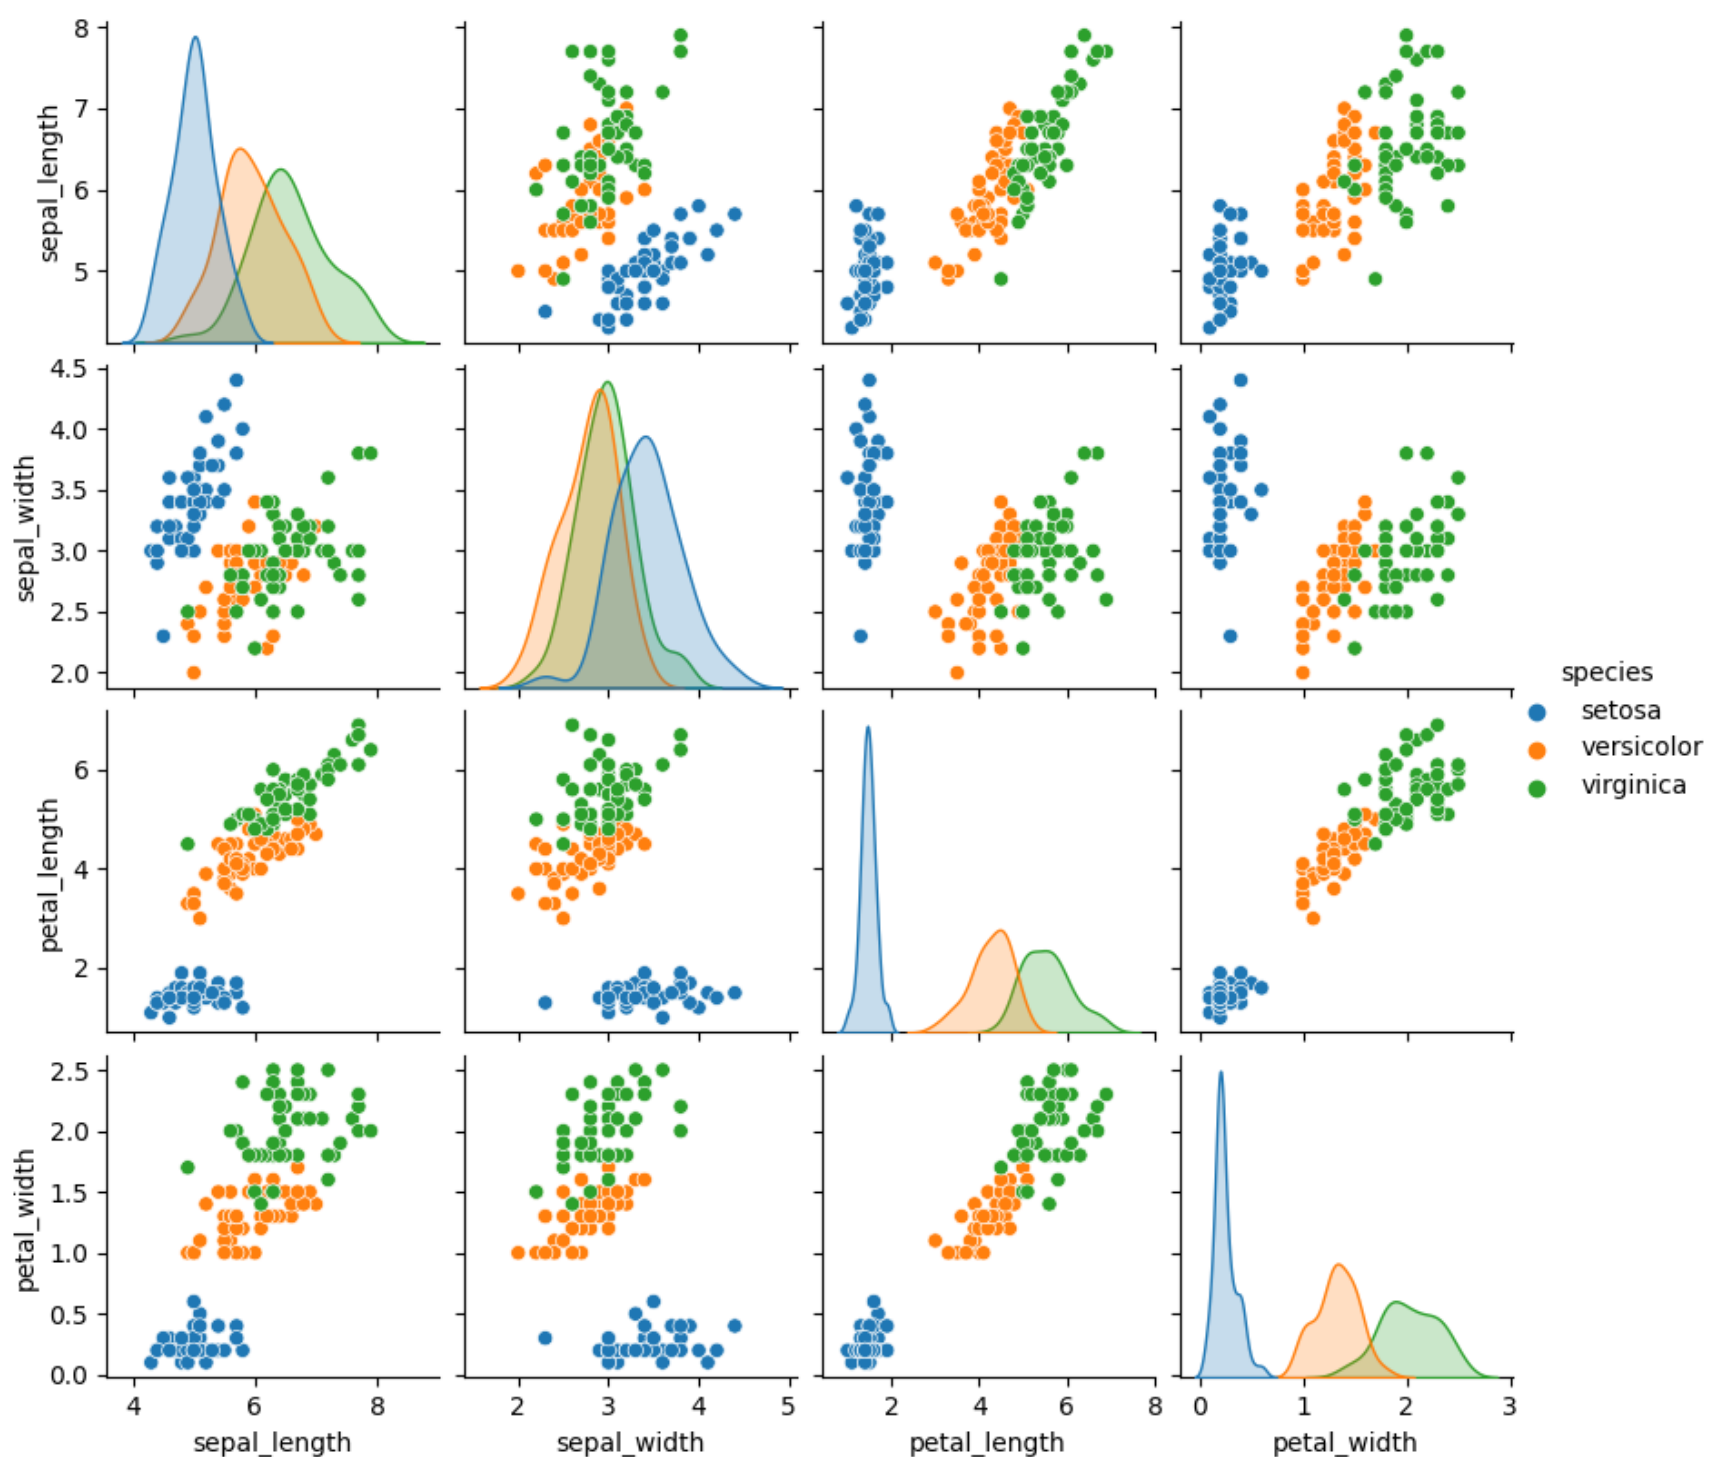 8
7
6
5
sepal_length
4.5
4.0
3.5
3.0
2.5
2.0
sepal_width
6
4
2
petal_length
2.5
2.0
1.5
1.0
0.5
0.0
petal_width
4 6 8
sepal_length
2 3 4 5
sepal_width
2 4 6 8
petal_length
0 1 2 3
petal_width
species
setosa
versicolor
virginica